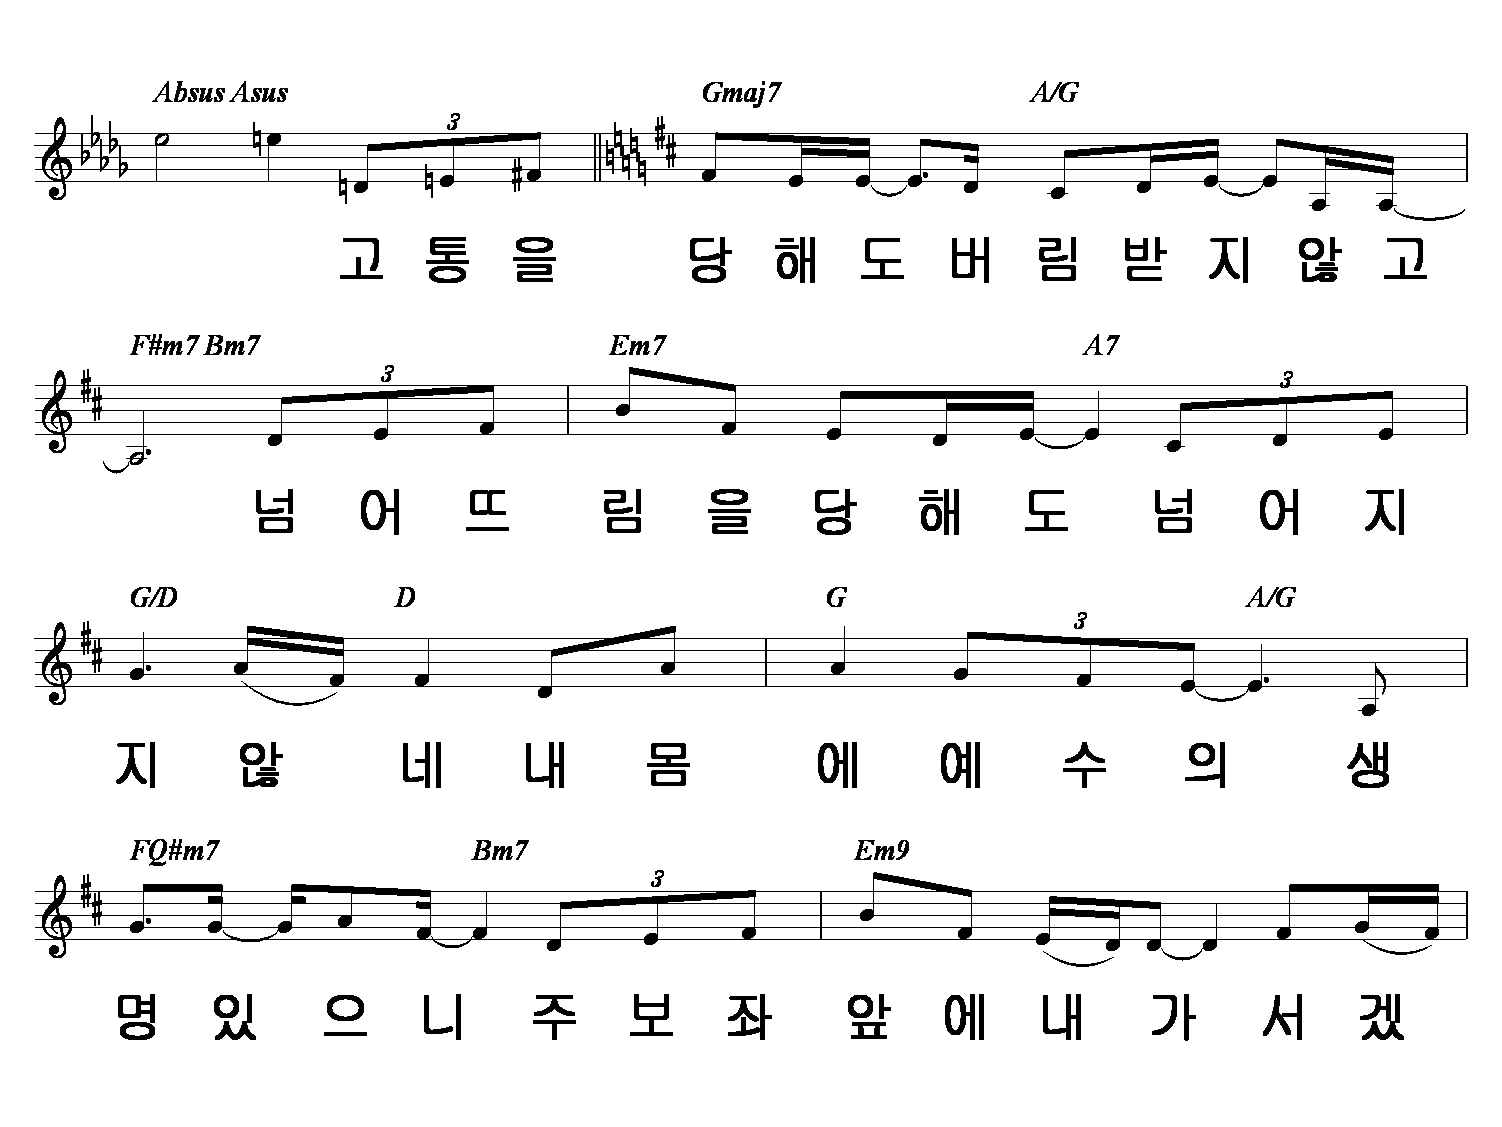 Absus Asus Gmaj7 A/G
3
고 통 을 당 해 도 버 림 받 지 않 고
F#m7 Bm7 Em7 A7
3 3
넘 어 뜨 림 을 당 해 도 넘 어 지
G/D D G A/G
3
지 않 네 내 몸 에 예 수 의 생
FQ#m7 Bm7 Em9
3
명 있 으 니 주 보 좌 앞 에 내 가 서 겠